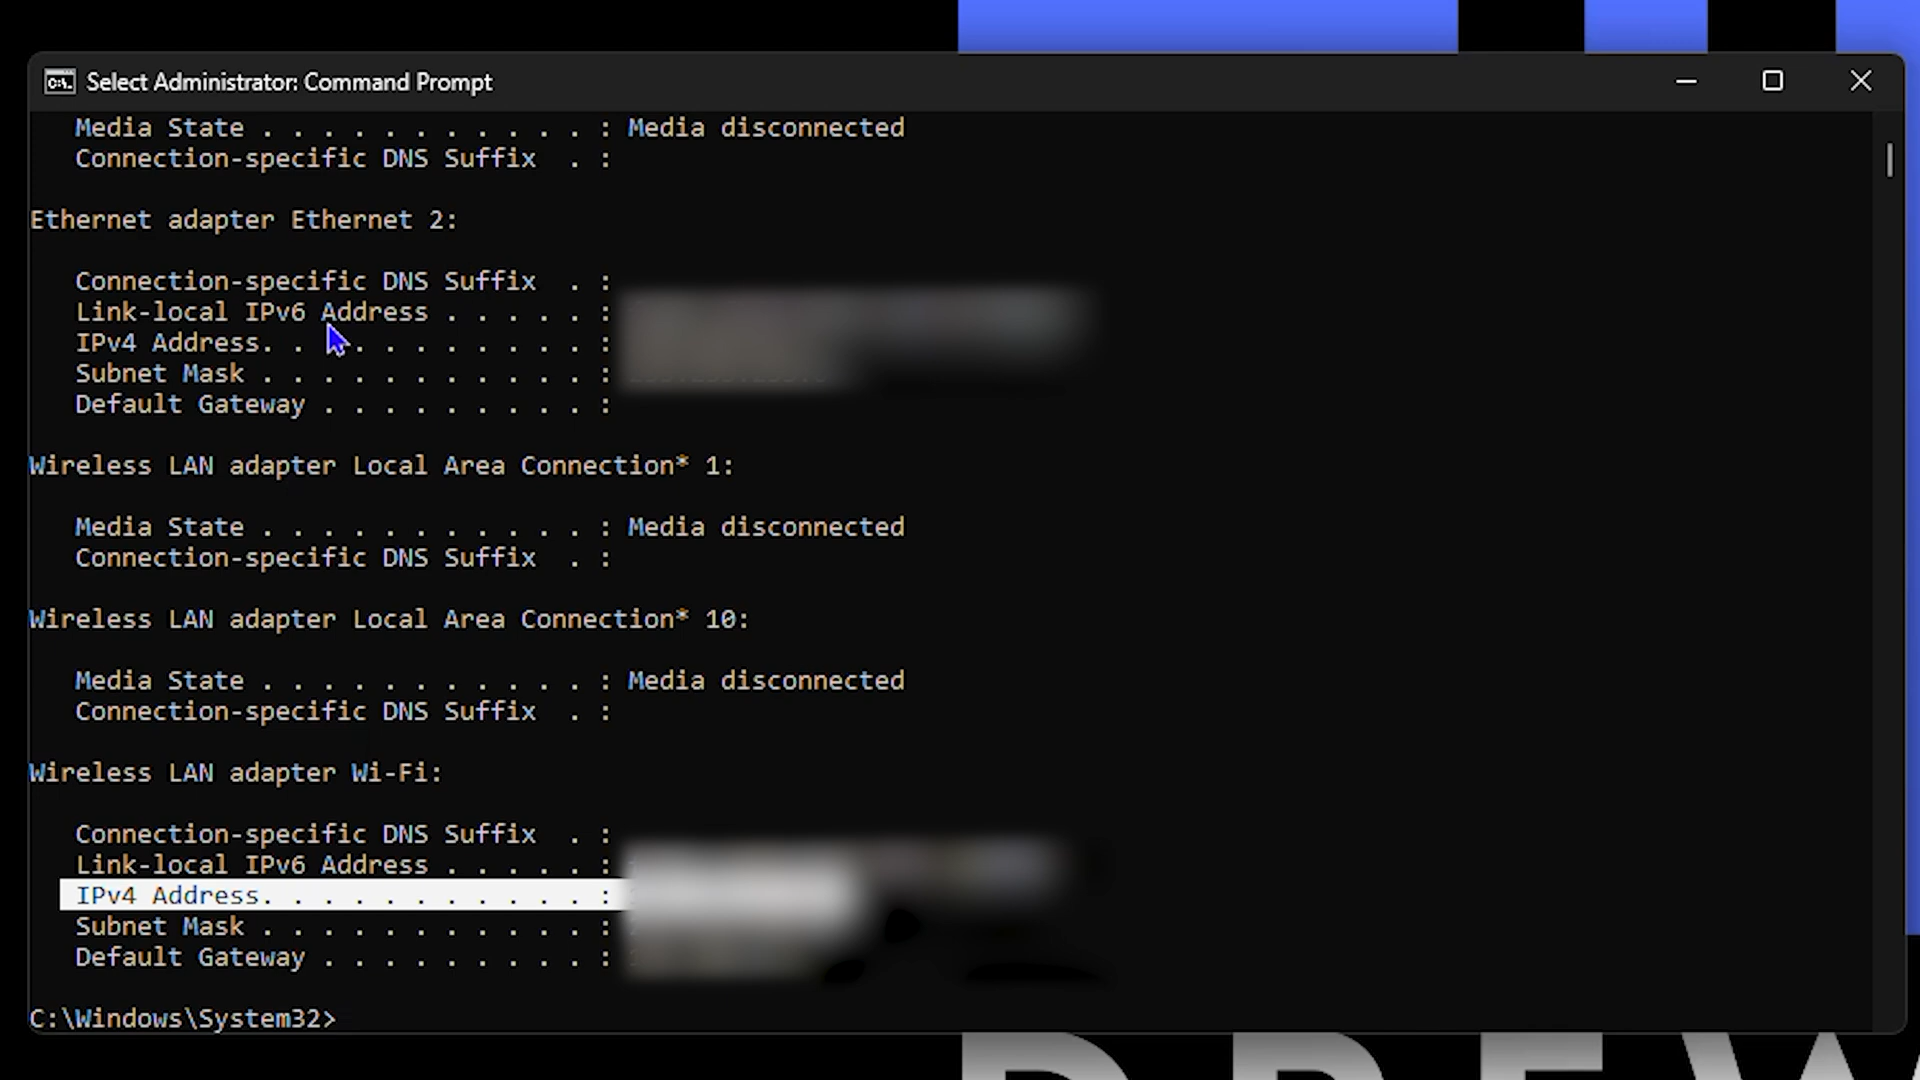 Select Administrator: Command Prompt
Media State . . . . . . . . . . . : Media disconnected
Connection-specific DNS Suffix  . :
Ethernet adapter Ethernet 2:
Connection-specific DNS Suffix  . :
Link-local IPv6 Address . . . . . :
IPv4 Address. . . . . . . . . . . :
Subnet Mask . . . . . . . . . . . :
Default Gateway . . . . . . . . . :
Wireless LAN adapter Local Area Connection* 1:
Media State . . . . . . . . . . . : Media disconnected
Connection-specific DNS Suffix  . :
Wireless LAN adapter Local Area Connection* 10:
Media State . . . . . . . . . . . : Media disconnected
Connection-specific DNS Suffix  . :
Wireless LAN adapter Wi-Fi:
Connection-specific DNS Suffix  . :
Link-local IPv6 Address . . . . . :
IPv4 Address. . . . . . . . . . . :
Subnet Mask . . . . . . . . . . . :
Default Gateway . . . . . . . . . :
C:\Windows\System32>